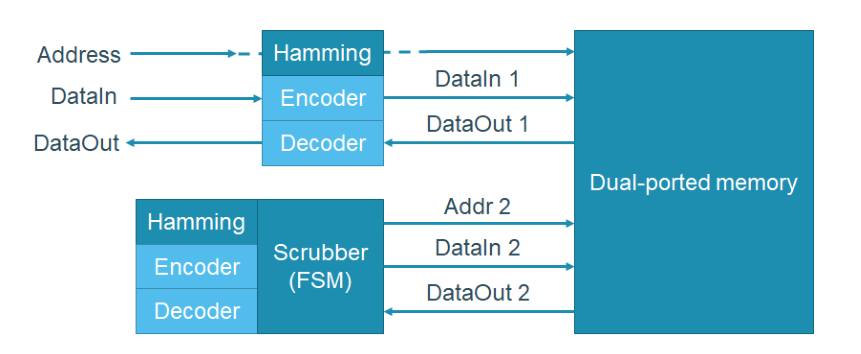 Address
Hamming
DataIn
Encoder
DataIn 1
DataOut
Decoder
DataOut 1
Dual-ported memory
Hamming
Encoder
Decoder
Scrubber
(FSM)
Addr 2
DataIn 2
DataOut 2